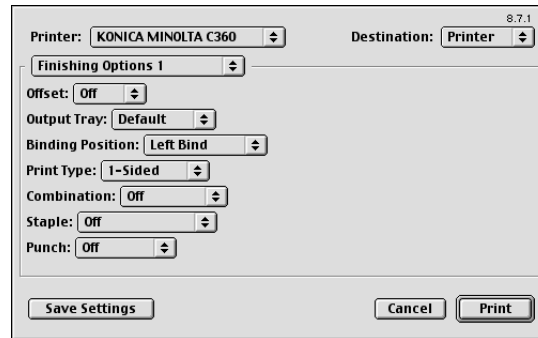 8.7.1
Printer: KONICA MINOLTA C360 Destination: Printer
Finishing Options 1
Offset: Off
Output Tray: Default
Binding Position: Left Bind
Print Type: 1-Sided
Combination: Off
Staple: Off
Punch: Off
Save Settings Cancel Print